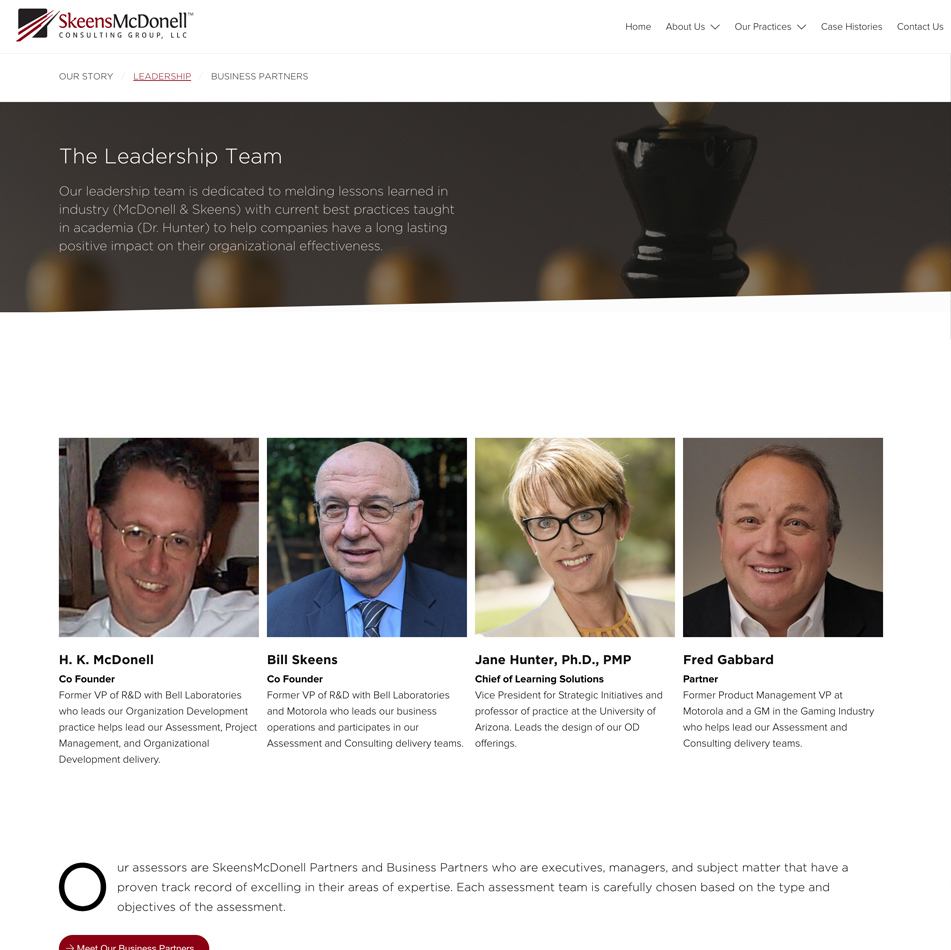 SkeensMcDonell™
CONSULTING GROUP, LLC
Home About Us Our Practices Case Histories Contact Us
OUR STORY / LEADERSHIP / BUSINESS PARTNERS
The Leadership Team
Our leadership team is dedicated to melding lessons learned in
industry (McDonell & Skeens) with current best practices taught
in academia (Dr. Hunter) to help companies have a long lasting
positive impact on their organizational effectiveness.
H. K. McDonell
Co Founder
Former VP of R&D with Bell Laboratories
who leads our Organization Development
practice helps lead our Assessment, Project
Management, and Organizational
Development delivery.
Bill Skeens
Co Founder
Former VP of R&D with Bell Laboratories
and Motorola who leads our business
operations and participates in our
Assessment and Consulting delivery teams.
Jane Hunter, Ph.D., PMP
Chief of Learning Solutions
Vice President for Strategic Initiatives and
professor of practice at the University of
Arizona. Leads the design of our OD
offerings.
Fred Gabbard
Partner
Former Product Management VP at
Motorola and a GM in the Gaming Industry
who helps lead our Assessment and
Consulting delivery teams.
Our assessors are SkeensMcDonell Partners and Business Partners who are executives, managers, and subject matter that have a
proven track record of excelling in their areas of expertise. Each assessment team is carefully chosen based on the type and
objectives of the assessment.
→ Meet Our Business Partners